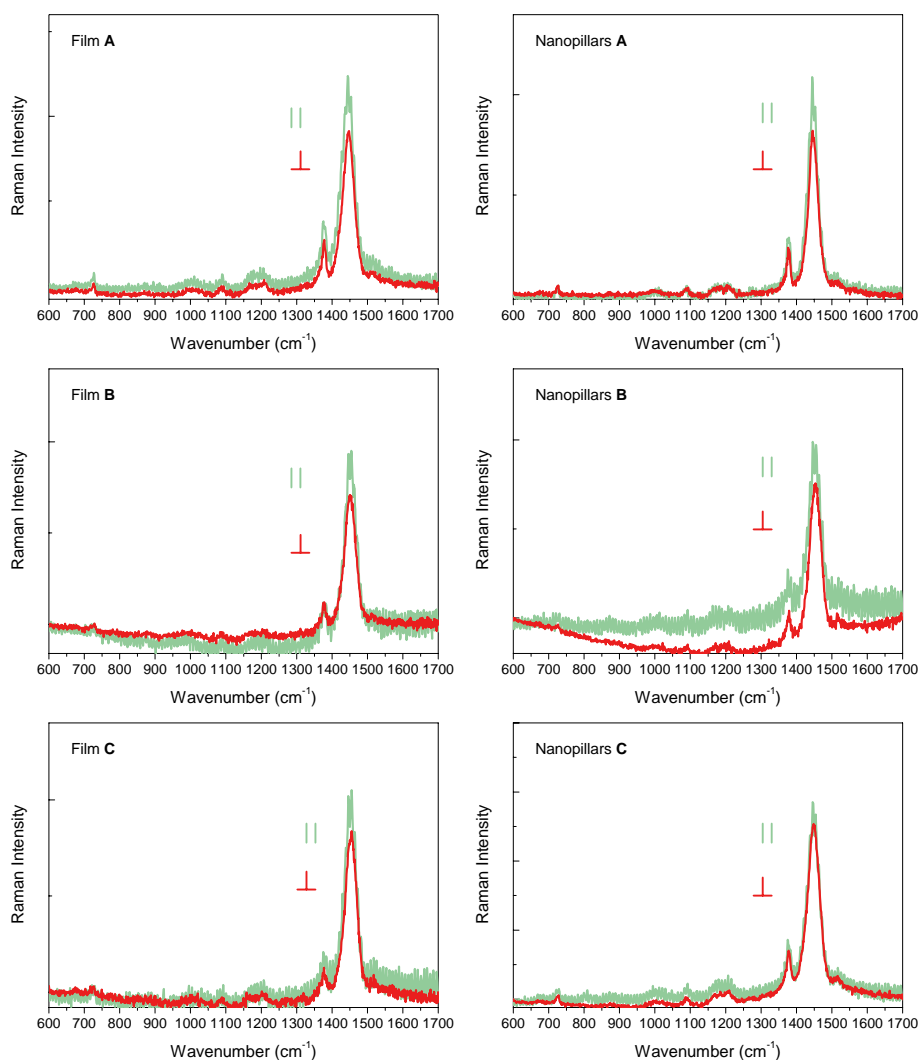 Film A
Nanopillars A
||
||
⊥
⊥
Raman Intensity
Raman Intensity
600 700 800 900 1000 1100 1200 1300 1400 1500 1600 1700
600 700 800 900 1000 1100 1200 1300 1400 1500 1600 1700
Wavenumber (cm⁻¹)
Wavenumber (cm⁻¹)
Film B
Nanopillars B
||
||
⊥
⊥
Raman Intensity
Raman Intensity
600 700 800 900 1000 1100 1200 1300 1400 1500 1600 1700
600 700 800 900 1000 1100 1200 1300 1400 1500 1600 1700
Wavenumber (cm⁻¹)
Wavenumber (cm⁻¹)
Film C
Nanopillars C
||
||
⊥
⊥
Raman Intensity
Raman Intensity
600 700 800 900 1000 1100 1200 1300 1400 1500 1600 1700
600 700 800 900 1000 1100 1200 1300 1400 1500 1600 1700
Wavenumber (cm⁻¹)
Wavenumber (cm⁻¹)